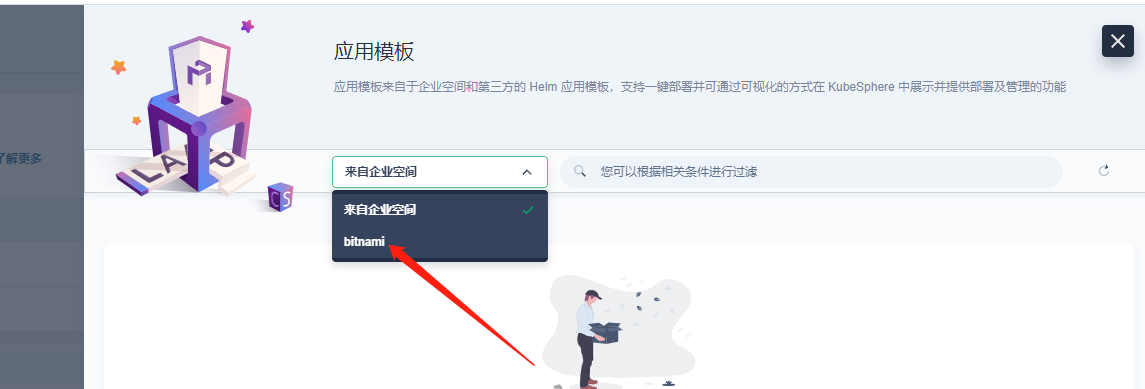 应用模板
应用模板来自于企业空间和第三方的 Helm 应用模板，支持一键部署并可通过可视化的方式在 KubeSphere 中展示并提供部署及管理的功能
了解更多
来自企业空间
您可以根据相关条件进行过滤
来自企业空间
bitnami
CS